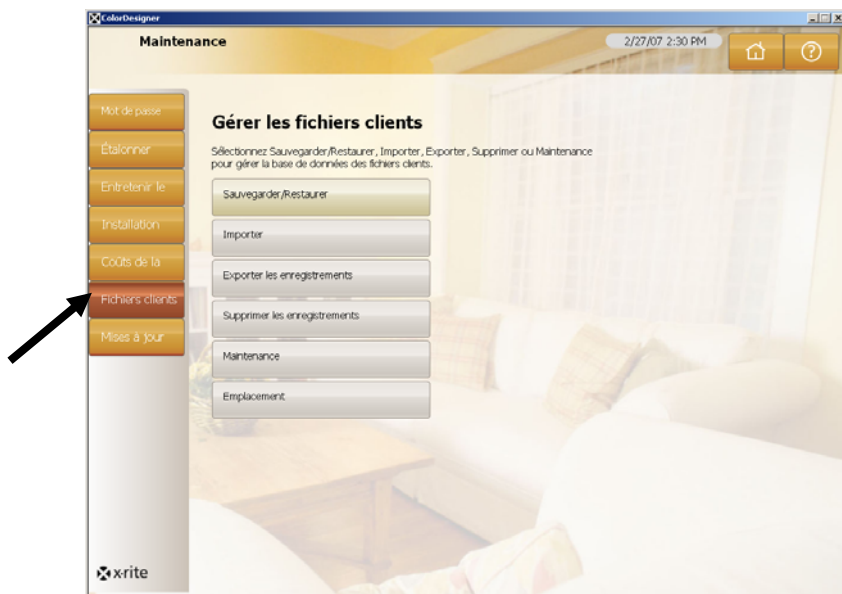 ColorDesigner
Maintenance
2/27/07 2:30 PM
?
Mot de passe
Étalonner
Entretenir le
Installation
Coûts de la
Fichiers clients
Mises à jour
Gérer les fichiers clients
Sélectionnez Sauvegarder/Restaurer, Importer, Exporter, Supprimer ou Maintenance
pour gérer la base de données des fichiers clients.
Sauvegarder/Restaurer
Importer
Exporter les enregistrements
Supprimer les enregistrements
Maintenance
Emplacement
x·rite